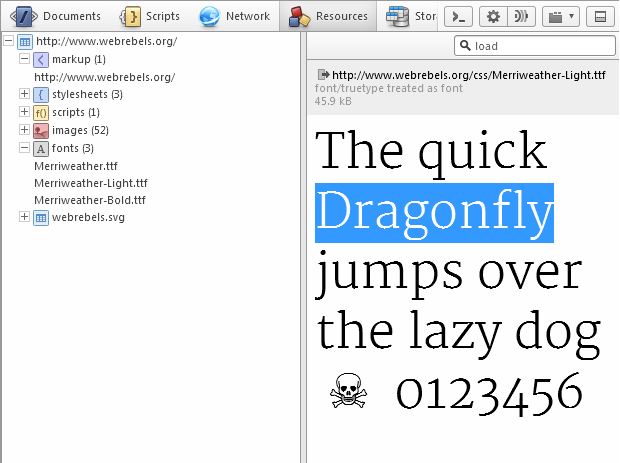 Documents Scripts Network Resources Stor
http://www.webrebels.org/
markup (1)
http://www.webrebels.org/
stylesheets (3)
scripts (1)
images (52)
fonts (3)
Merriweather.ttf
Merriweather-Light.ttf
Merriweather-Bold.ttf
webrebels.svg
load
http://www.webrebels.org/css/Merriweather-Light.ttf
font/truetype treated as font
45.9 kB
The quick
Dragonfly
jumps over
the lazy dog
☠ 0123456